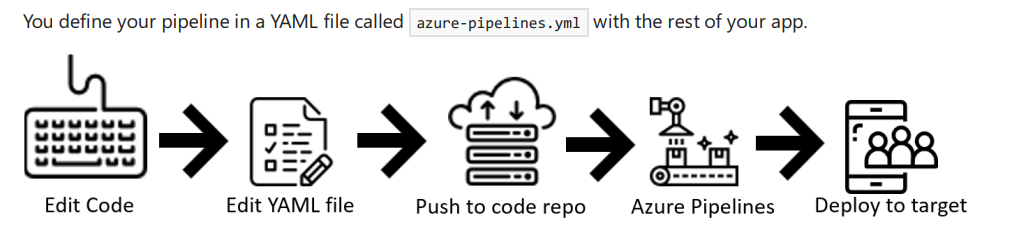 You define your pipeline in a YAML file called azure-pipelines.yml with the rest of your app.
Edit Code
Edit YAML file
Push to code repo
Azure Pipelines
Deploy to target